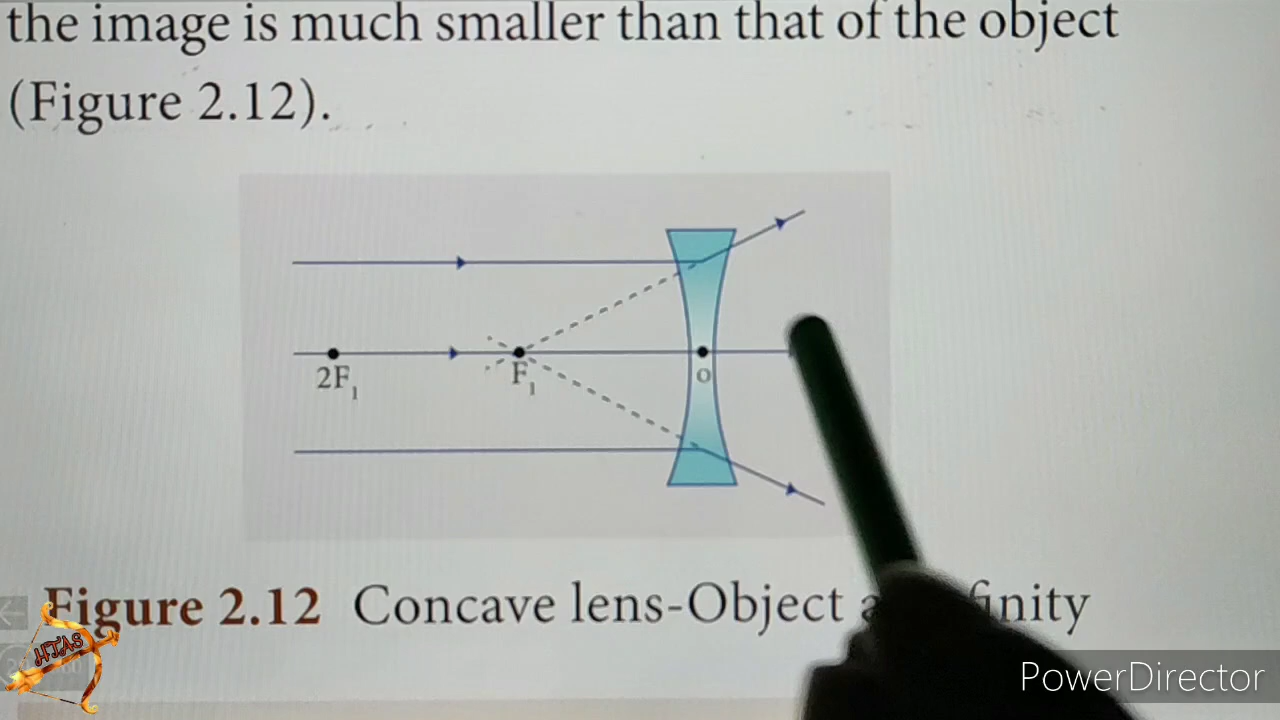 the image is much smaller than that of the object
(Figure 2.12).
2F1
F1
o
Figure 2.12 Concave lens-Object
HTAS
PowerDirector